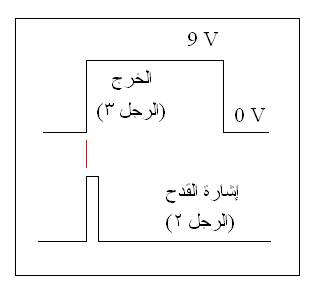 9 V
الخرج
(الرجل ٣)
0 V
إشارة القدح
(الرجل ٢)